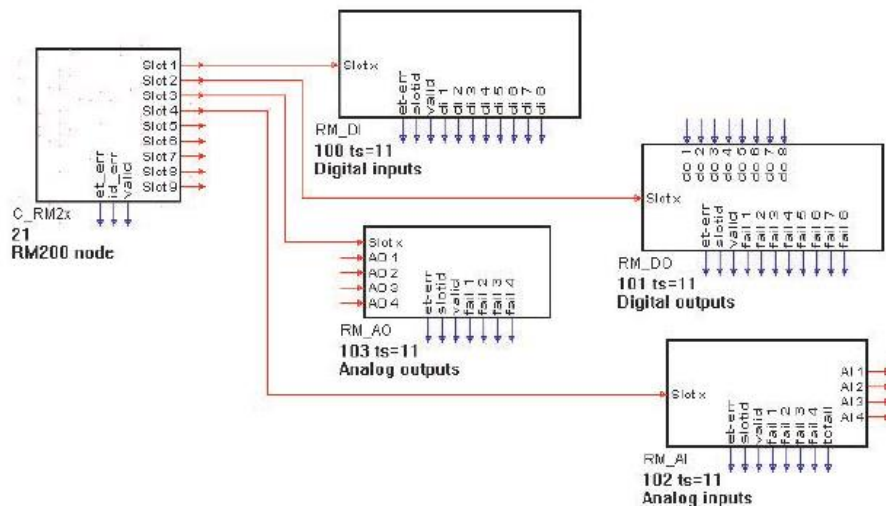 Slot 1
Slot 2
Slot 3
Slot 4
Slot 5
Slot 6
Slot 7
Slot 8
Slot 9
et_err
id_err
valid
C_RM2x
21
RM200 node
Slot x
et-err
slotid
valid
di 1
di 2
di 3
di 4
di 5
di 6
di 7
di 8
RM_DI
100 ts=11
Digital inputs
do 1
do 2
do 3
do 4
do 5
do 6
do 7
do 8
Slot x
et-err
slotid
valid
fail 1
fail 2
fail 3
fail 4
fail 5
fail 6
fail 7
fail 8
RM_DO
101 ts=11
Digital outputs
Slot x
AO 1
AO 2
AO 3
AO 4
et-err
slotid
valid
fail 1
fail 2
fail 3
fail 4
RM_AO
103 ts=11
Analog outputs
Slot x
AI 1
AI 2
AI 3
AI 4
et-err
slotid
valid
fail 1
fail 2
fail 3
fail 4
tcfail
RM_AI
102 ts=11
Analog inputs